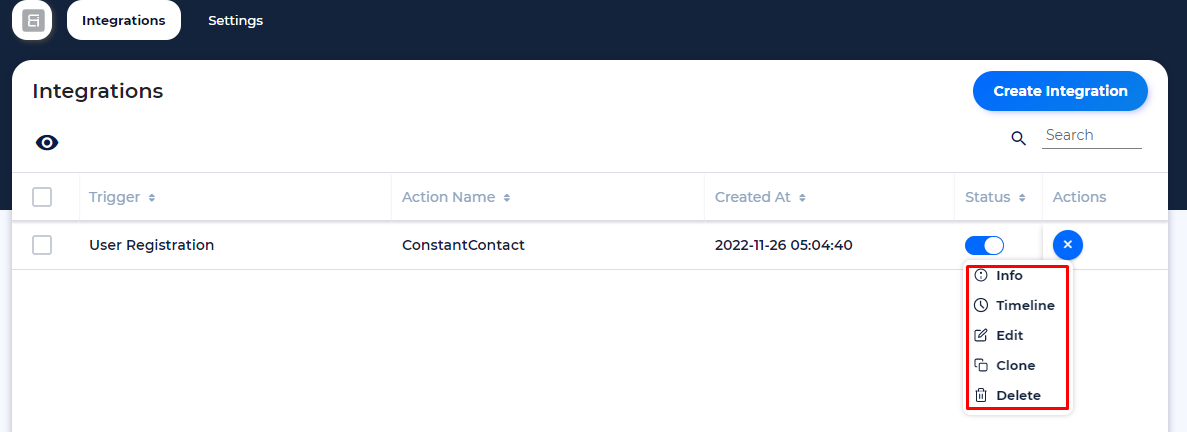 Integrations Settings
Integrations
Create Integration
Search
Trigger Action Name Created At Status Actions
User Registration ConstantContact 2022-11-26 05:04:40
Info
Timeline
Edit
Clone
Delete